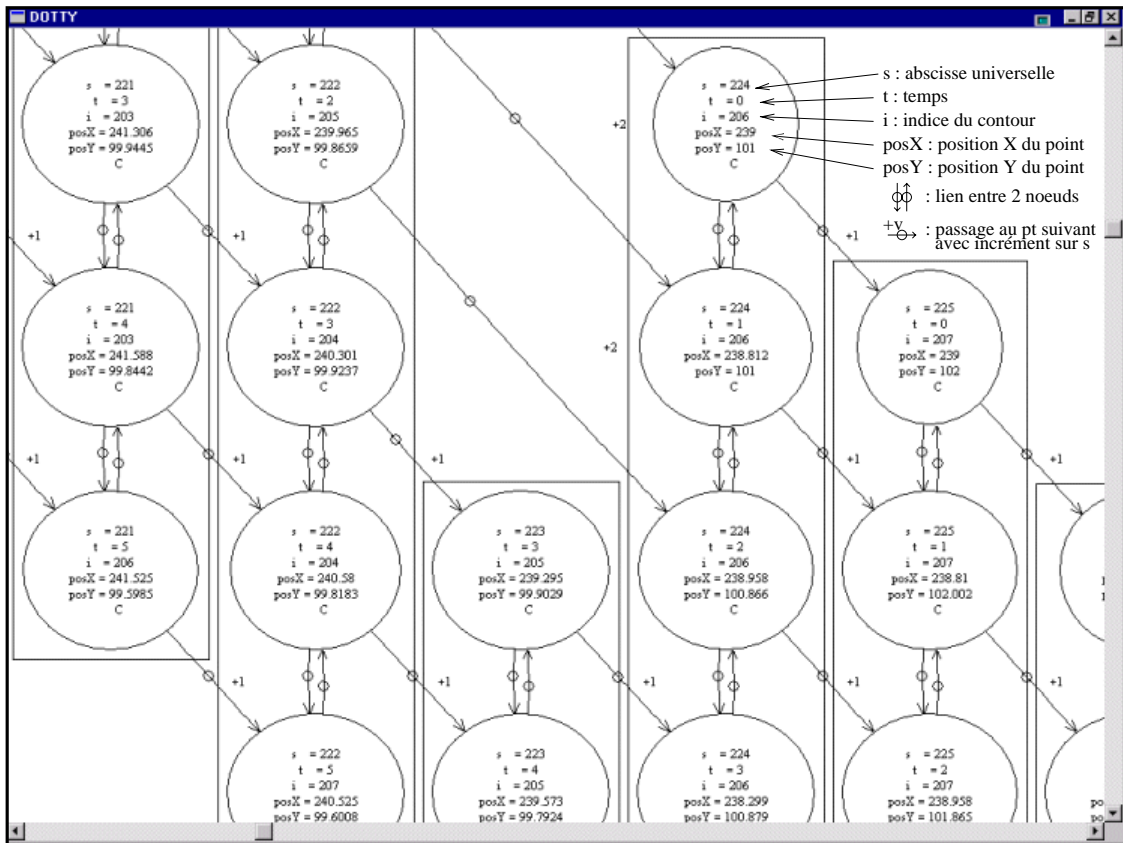 DOTTY
s = 221
t = 3
i = 203
posX = 241.306
posY = 99.9445
C
s = 222
t = 2
i = 205
posX = 239.965
posY = 99.8659
C
+2
s = 224
t = 0
i = 206
posX = 239
posY = 101
C
s : abscisse universelle
t : temps
i : indice du contour
posX : position X du point
posY : position Y du point
: lien entre 2 noeuds
+v : passage au pt suivant
avec incrément sur s
+1
+1
+1
s = 221
t = 4
i = 203
posX = 241.588
posY = 99.8442
C
s = 222
t = 3
i = 204
posX = 240.301
posY = 99.9237
C
+2
s = 224
t = 1
i = 206
posX = 238.812
posY = 101
C
s = 225
t = 0
i = 207
posX = 239
posY = 102
C
+1
+1
+1
+1
+1
s = 221
t = 5
i = 206
posX = 241.525
posY = 99.5985
C
s = 222
t = 4
i = 204
posX = 240.58
posY = 99.8183
C
s = 223
t = 3
i = 205
posX = 239.295
posY = 99.9029
C
s = 224
t = 2
i = 206
posX = 238.958
posY = 100.866
C
s = 225
t = 1
i = 207
posX = 238.81
posY = 102.002
C
+1
+1
+1
+1
+1
s = 222
t = 5
i = 207
posX = 240.525
posY = 99.6008
s = 223
t = 4
i = 205
posX = 239.573
posY = 99.7924
s = 224
t = 3
i = 206
posX = 238.299
posY = 100.879
s = 225
t = 2
i = 207
posX = 238.958
posY = 101.865